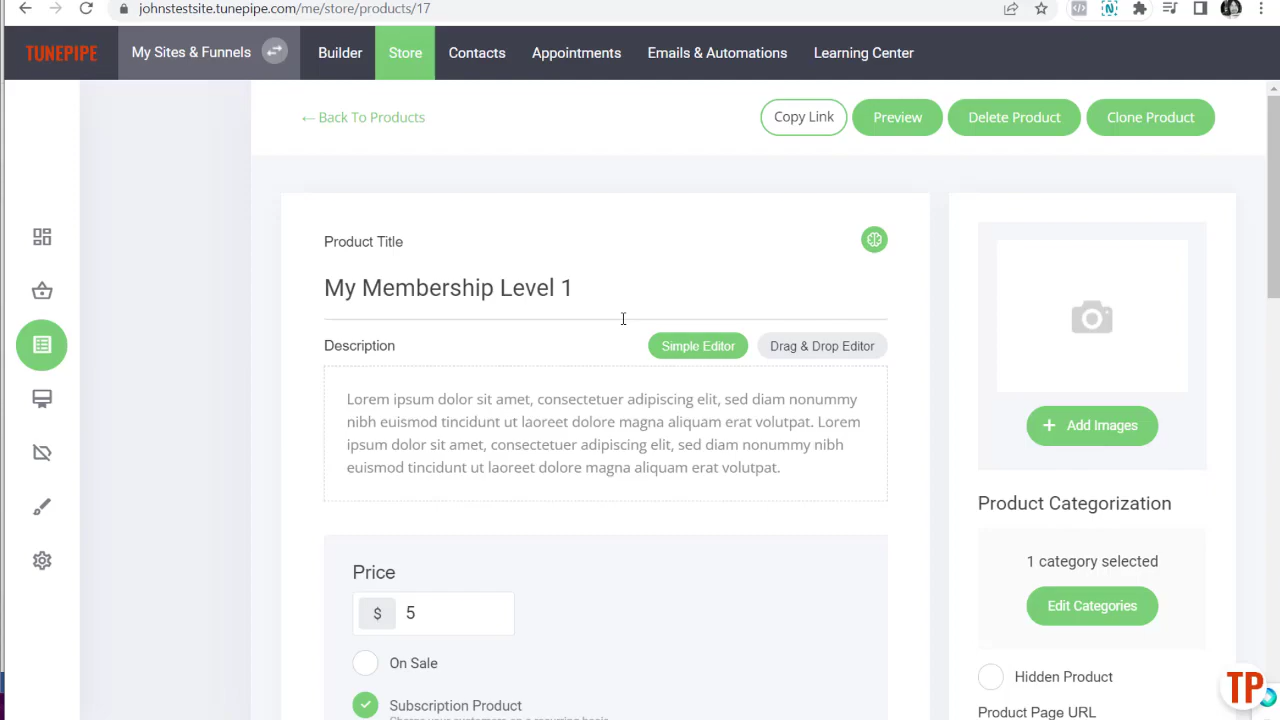 johnstestsite.tunepipe.com/me/store/products/17
TUNEPIPE
My Sites & Funnels
Builder
Store
Contacts
Appointments
Emails & Automations
Learning Center
← Back To Products
Copy Link
Preview
Delete Product
Clone Product
Product Title
My Membership Level 1
Description
Simple Editor
Drag & Drop Editor
Lorem ipsum dolor sit amet, consectetuer adipiscing elit, sed diam nonummy
nibh euismod tincidunt ut laoreet dolore magna aliquam erat volutpat. Lorem
ipsum dolor sit amet, consectetuer adipiscing elit, sed diam nonummy nibh
euismod tincidunt ut laoreet dolore magna aliquam erat volutpat.
Price
$ 5
On Sale
Subscription Product
+ Add Images
Product Categorization
1 category selected
Edit Categories
Hidden Product
Product Page URL
TP